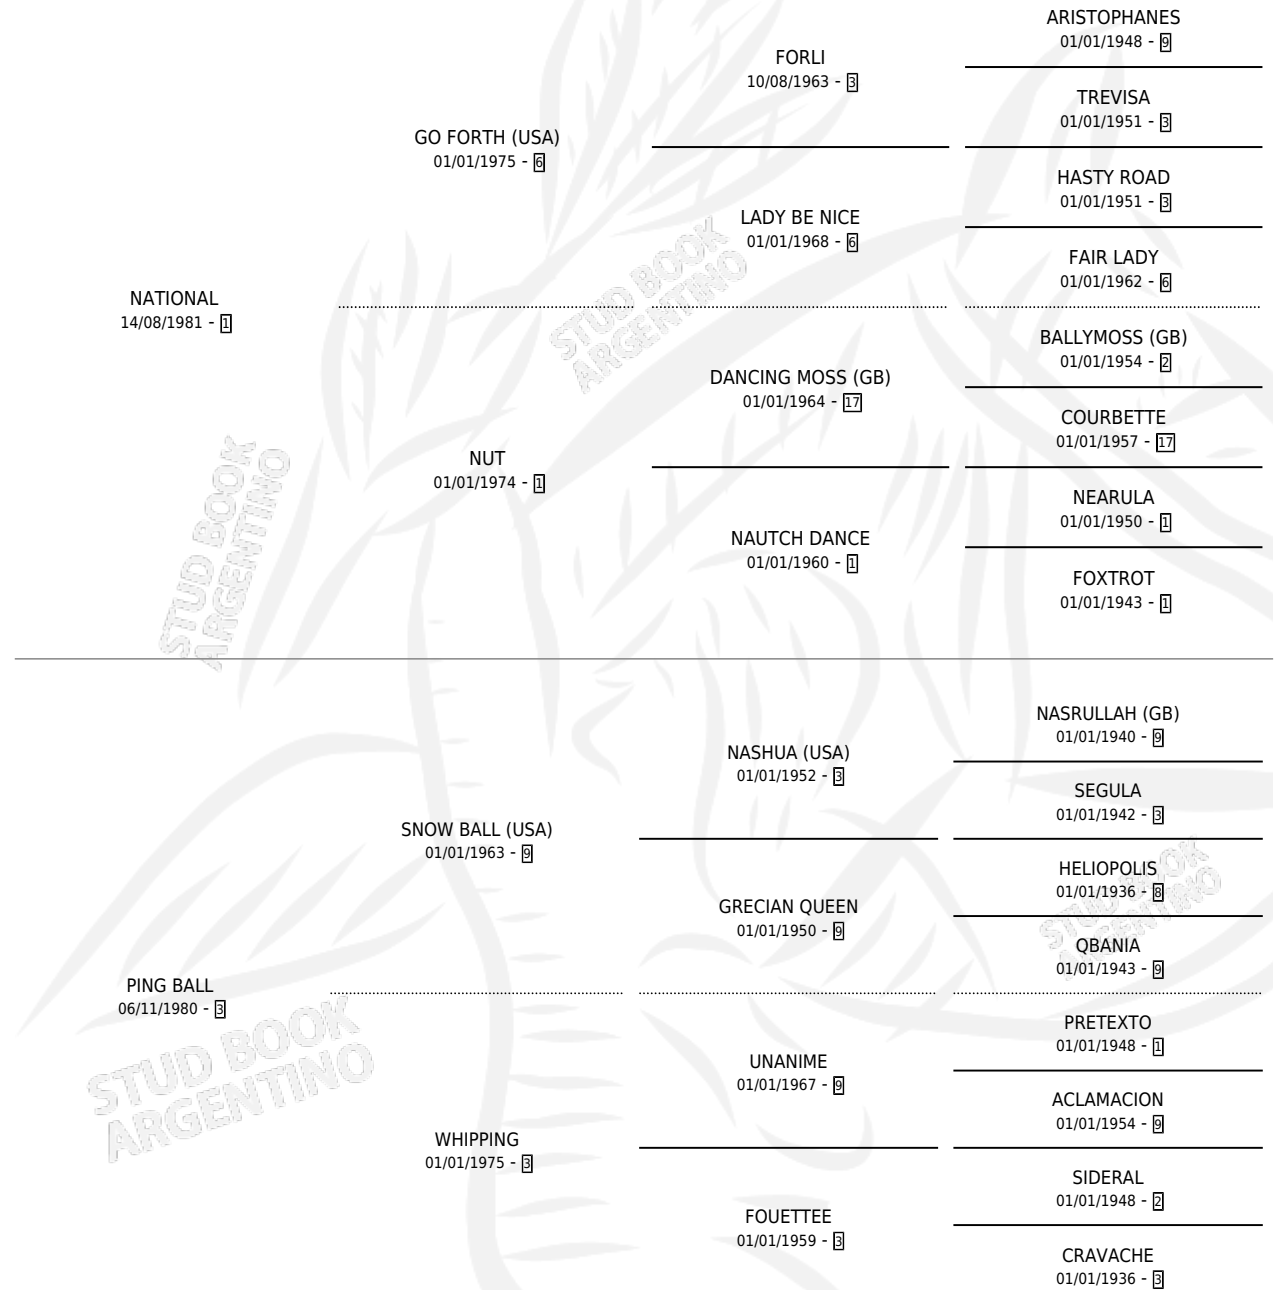 ARISTOPHANES
01/01/1948 - 9
FORLI
10/08/1963 - 3
TREVISA
01/01/1951 - 3
GO FORTH (USA)
01/01/1975 - 6
HASTY ROAD
01/01/1951 - 3
LADY BE NICE
01/01/1968 - 6
FAIR LADY
01/01/1962 - 6
NATIONAL
14/08/1981 - 1
BALLYMOSS (GB)
01/01/1954 - 2
DANCING MOSS (GB)
01/01/1964 - 17
COURBETTE
01/01/1957 - 17
NUT
01/01/1974 - 1
NEARULA
01/01/1950 - 1
NAUTCH DANCE
01/01/1960 - 1
FOXTROT
01/01/1943 - 1
STUD BOOK
ARGENTINO
STUD BOOK
ARGENTINO
NASRULLAH (GB)
01/01/1940 - 9
NASHUA (USA)
01/01/1952 - 3
SEGULA
01/01/1942 - 3
SNOW BALL (USA)
01/01/1963 - 9
HELIOPOLIS
01/01/1936 - 8
GRECIAN QUEEN
01/01/1950 - 9
QBANIA
01/01/1943 - 9
PING BALL
06/11/1980 - 3
PRETEXTO
01/01/1948 - 1
UNANIME
01/01/1967 - 9
ACLAMACION
01/01/1954 - 9
WHIPPING
01/01/1975 - 3
SIDERAL
01/01/1948 - 2
FOUETTEE
01/01/1959 - 3
CRAVACHE
01/01/1936 - 3
STUD BOOK
ARGENTINO
STUD BOOK
ARGENTINO